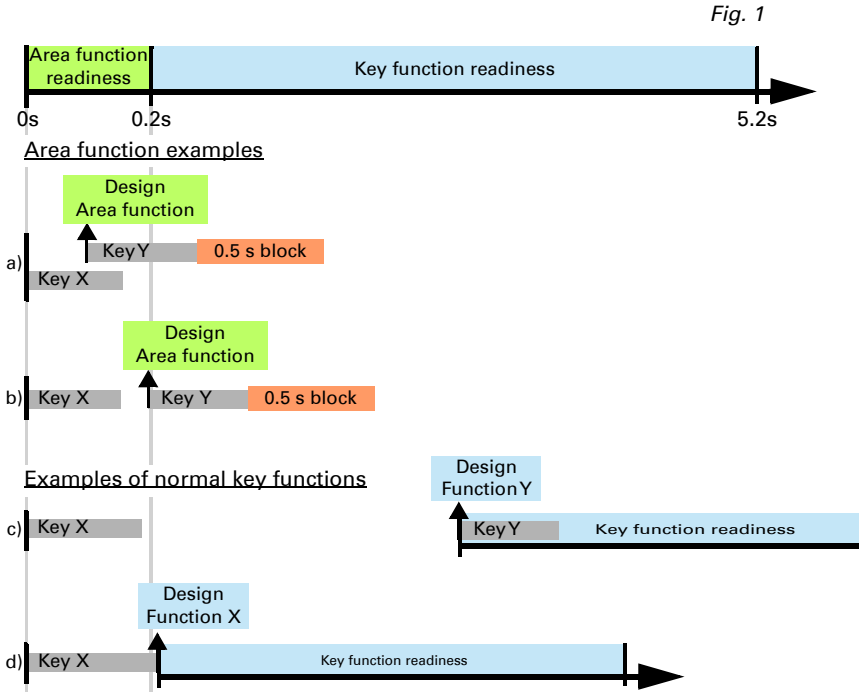 Fig. 1
Area function
readiness
Key function readiness
0s
0.2s
5.2s
Area function examples
Design
Area function
a)
Key Y
0.5 s block
Key X
Design
Area function
b)
Key X
Key Y
0.5 s block
Examples of normal key functions
Design
Function Y
c)
Key X
Key Y
Key function readiness
Design
Function X
d)
Key X
Key function readiness